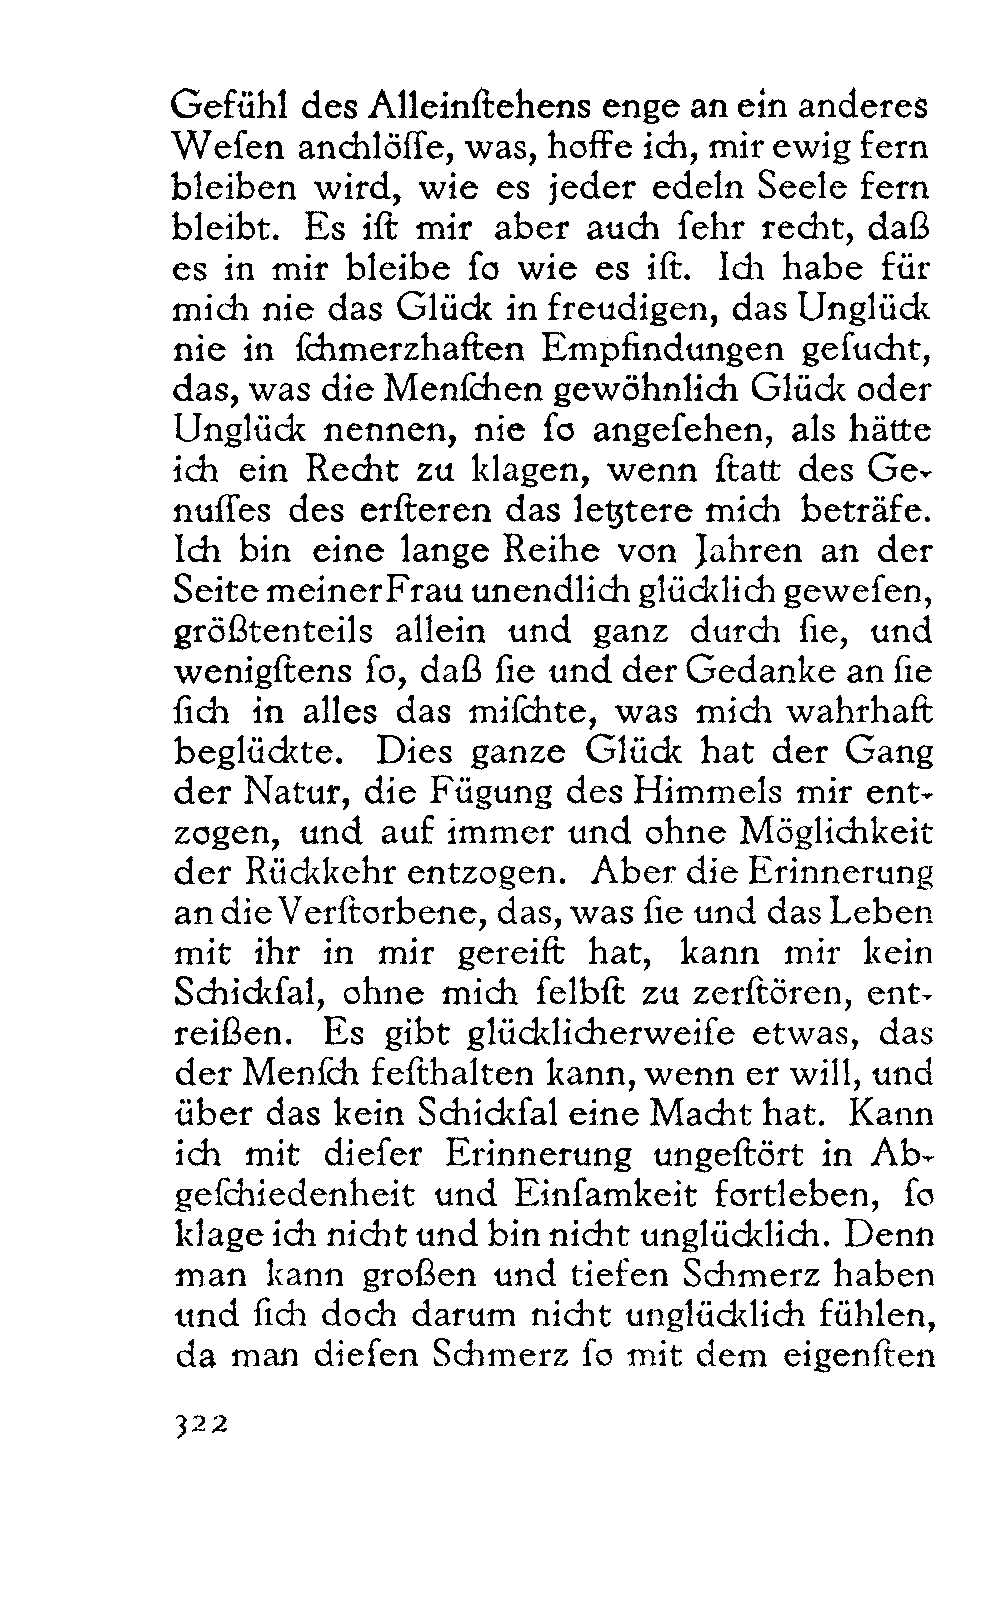 Gefühl des Alleinſtehens enge an ein anderes
Weſen anchlöſſe, was, hoffe ich, mir ewig fern
bleiben wird, wie es jeder edeln Seele fern
bleibt. Es iſt mir aber auch ſehr recht, daß
es in mir bleibe ſo wie es iſt. Ich habe für
mich nie das Glück in freudigen, das Unglück
nie in ſchmerzhaften Empfindungen geſucht,
das, was die Menſchen gewöhnlich Glück oder
Unglück nennen, nie ſo angeſehen, als hätte
ich ein Recht zu klagen, wenn ſtatt des Ge-
nuſſes des erſteren das letztere mich beträfe.
Ich bin eine lange Reihe von Jahren an der
Seite meiner Frau unendlich glücklich geweſen,
größtenteils allein und ganz durch ſie, und
wenigſtens ſo, daß ſie und der Gedanke an ſie
ſich in alles das miſchte, was mich wahrhaft
beglückte. Dies ganze Glück hat der Gang
der Natur, die Fügung des Himmels mir ent-
zogen, und auf immer und ohne Möglichkeit
der Rückkehr entzogen. Aber die Erinnerung
an die Verſtorbene, das, was ſie und das Leben
mit ihr in mir gereift hat, kann mir kein
Schickſal, ohne mich ſelbſt zu zerſtören, ent-
reißen. Es gibt glücklicherweiſe etwas, das
der Menſch feſthalten kann, wenn er will, und
über das kein Schickſal eine Macht hat. Kann
ich mit dieſer Erinnerung ungeſtört in Ab-
geſchiedenheit und Einſamkeit fortleben, ſo
klage ich nicht und bin nicht unglücklich. Denn
man kann großen und tiefen Schmerz haben
und ſich doch darum nicht unglücklich fühlen,
da man dieſen Schmerz ſo mit dem eigenſten
322